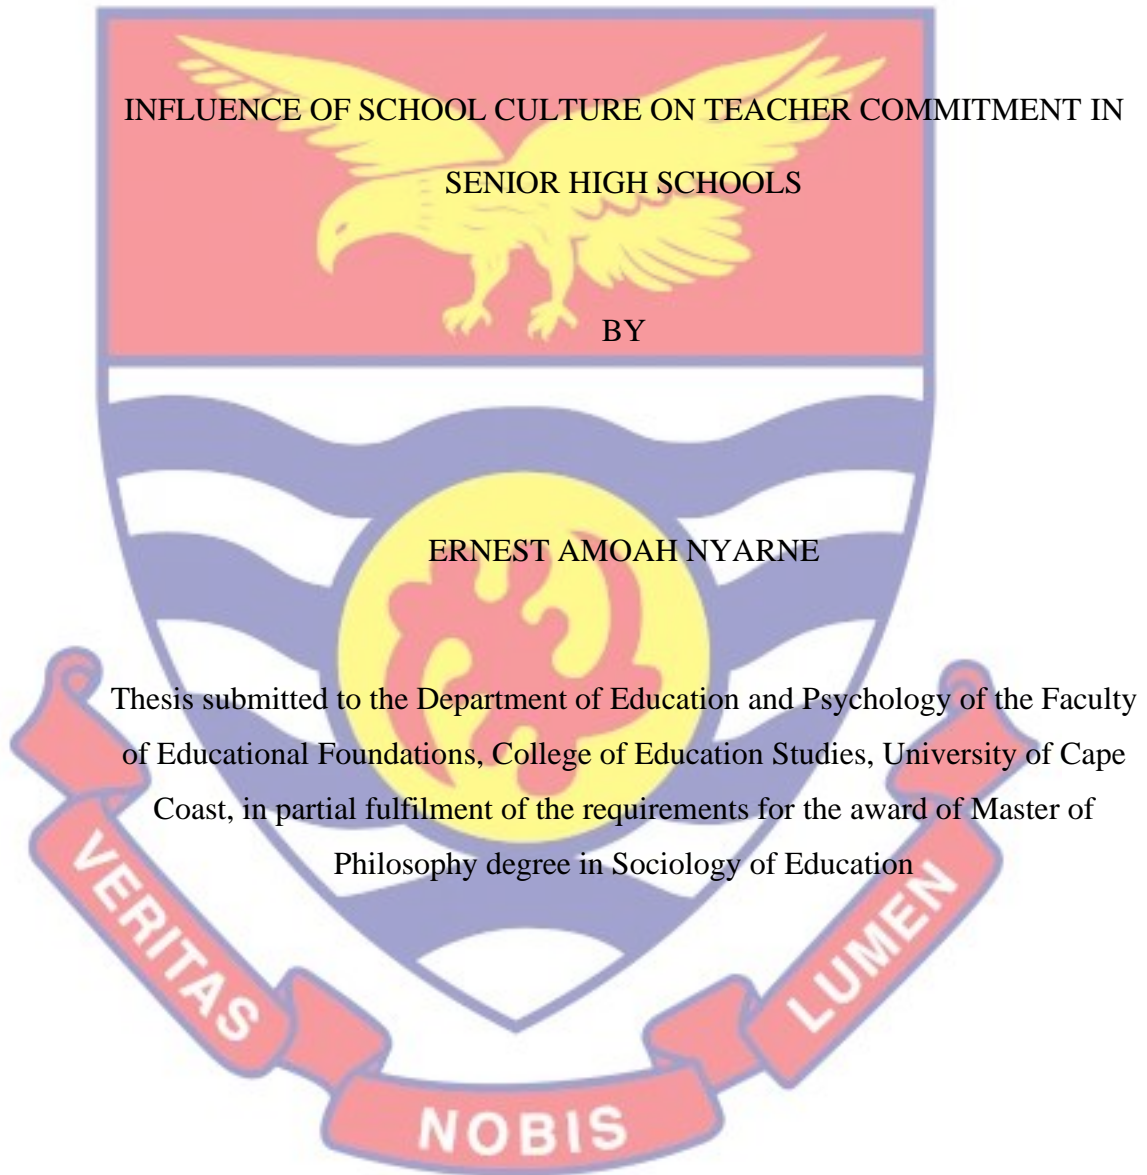 INFLUENCE OF SCHOOL CULTURE ON TEACHER COMMITMENT IN
SENIOR HIGH SCHOOLS
BY
ERNEST AMOAH NYARNE
Thesis submitted to the Department of Education and Psychology of the Faculty
of Educational Foundations, College of Education Studies, University of Cape
Coast, in partial fulfilment of the requirements for the award of Master of
Philosophy degree in Sociology of Education
VERITAS
NOBIS
LUMEN